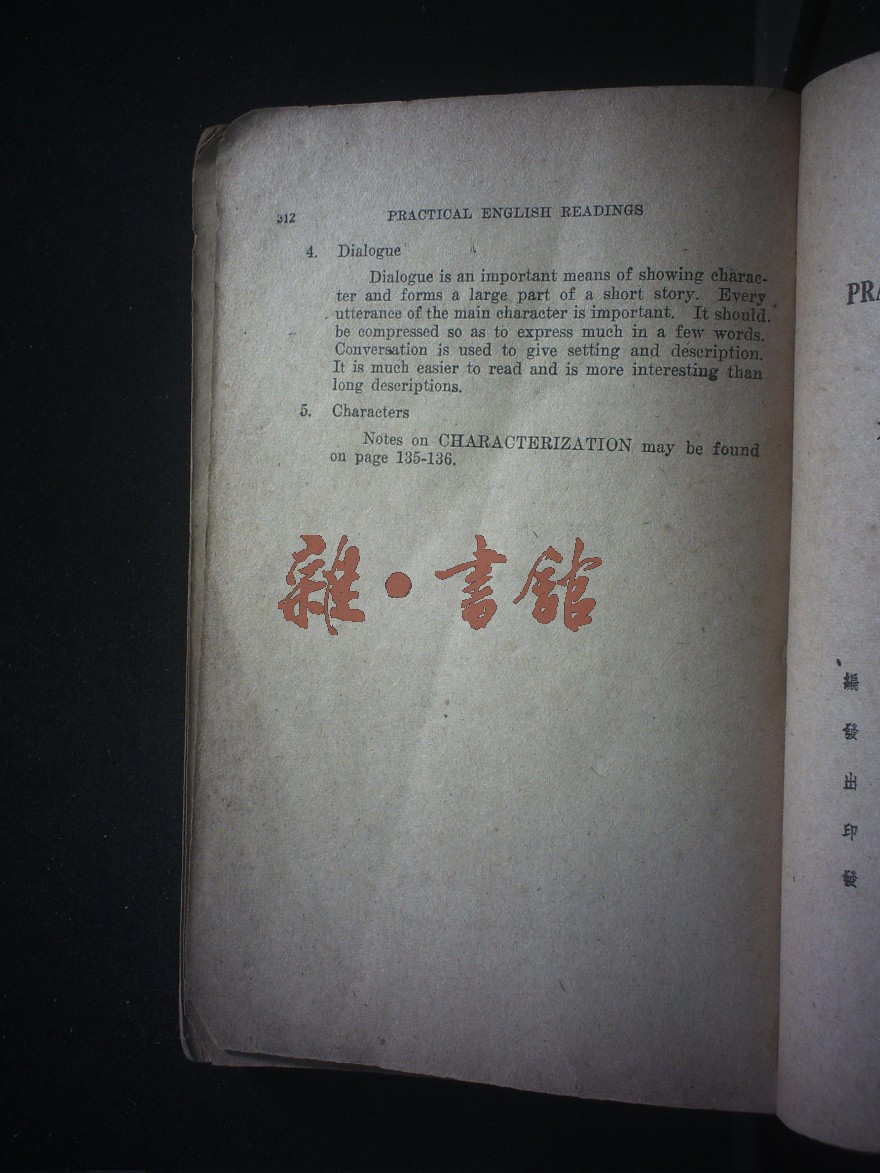 312
PRACTICAL ENGLISH READINGS
4. Dialogue
Dialogue is an important means of showing charac-
ter and forms a large part of a short story. Every
utterance of the main character is important. It should
be compressed so as to express much in a few words.
Conversation is used to give setting and description.
It is much easier to read and is more interesting than
long descriptions.
5. Characters
Notes on CHARACTERIZATION may be found
on page 135-136.
雜•書館
PRA
編
發
出
印
發